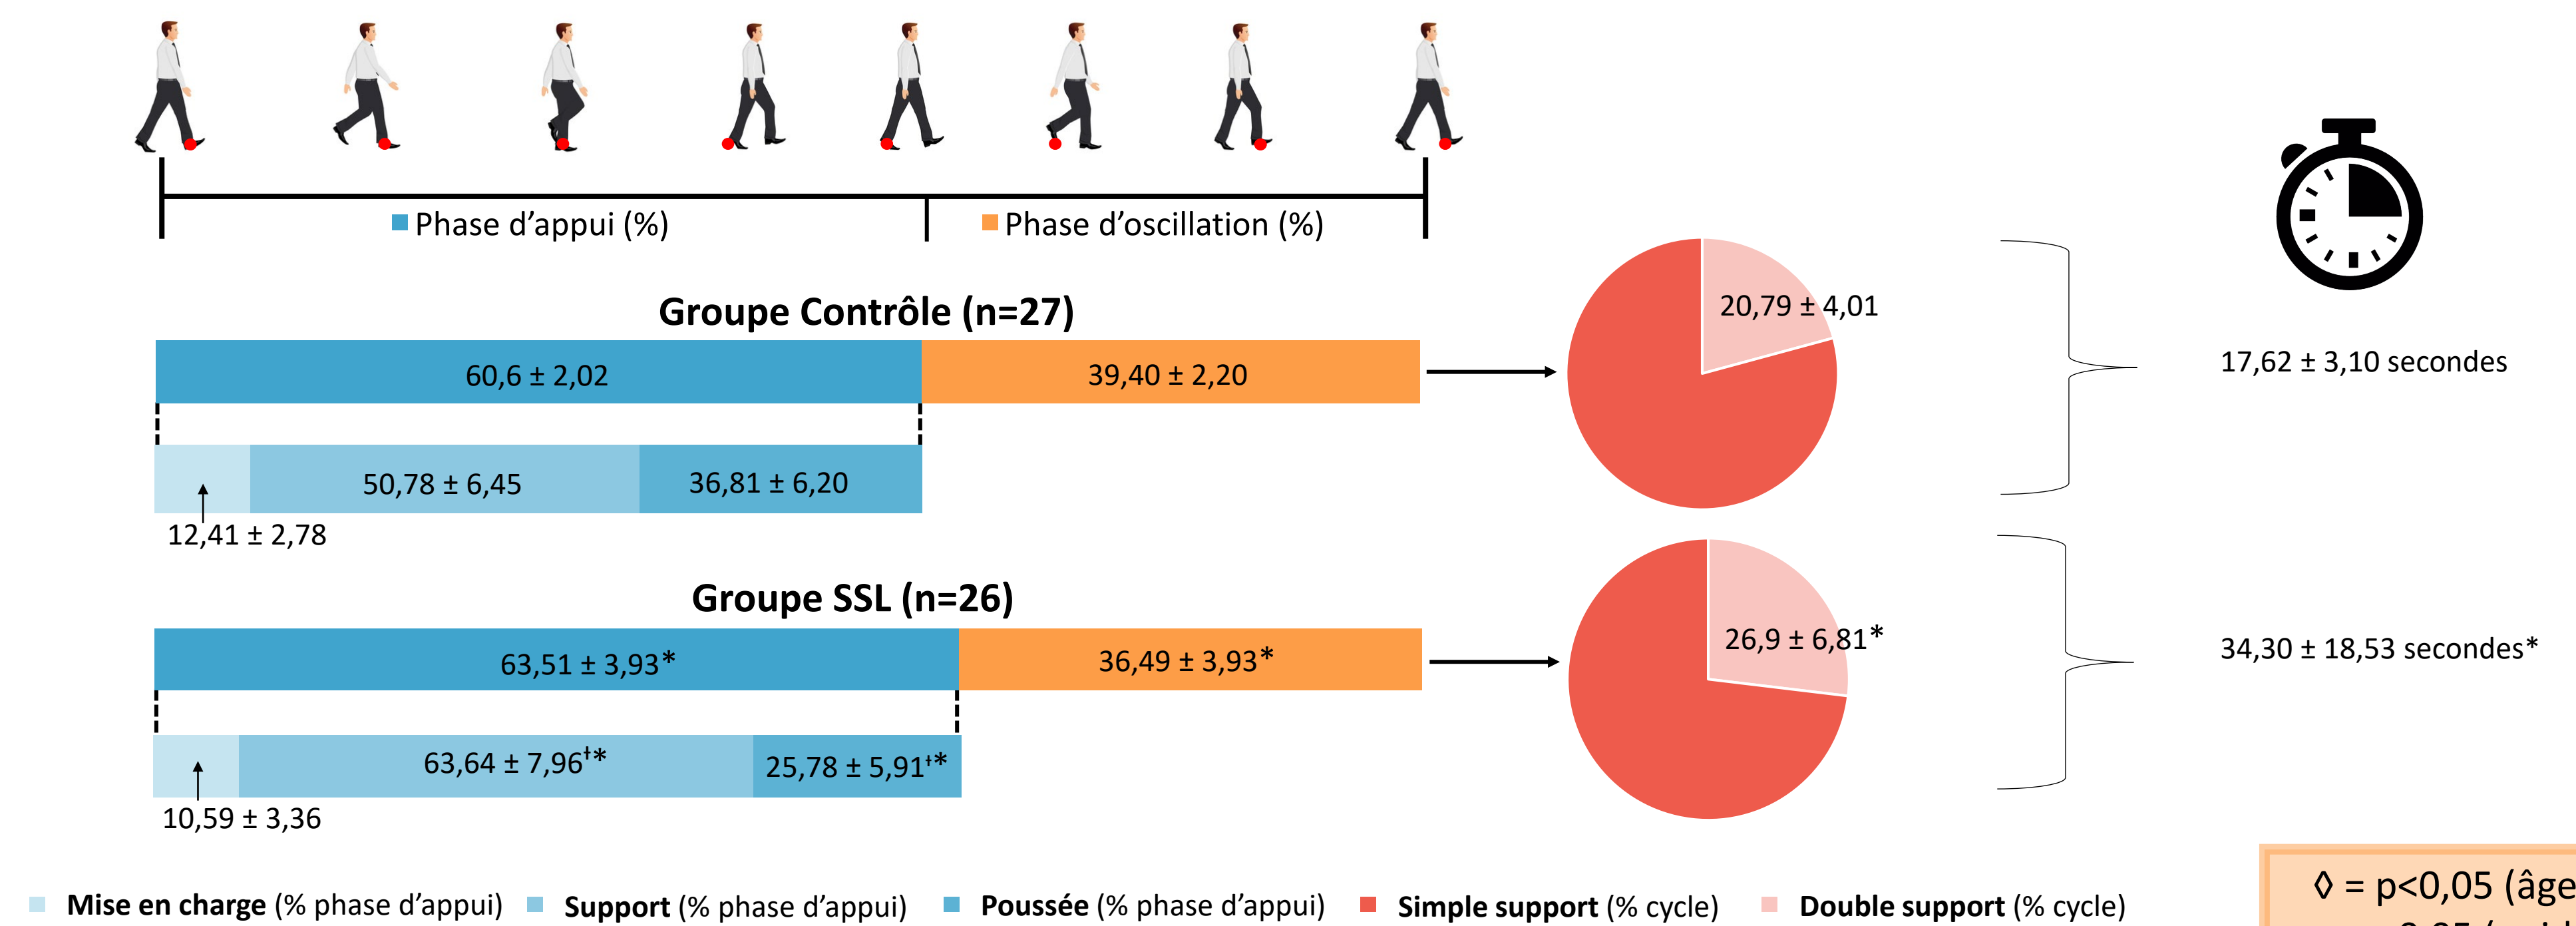 Phase d’appui (%)
Phase d’oscillation (%)
Groupe Contrôle (n=27)
60,6 ± 2,02
39,40 ± 2,20
20,79 ± 4,01
17,62 ± 3,10 secondes
50,78 ± 6,45
36,81 ± 6,20
12,41 ± 2,78
Groupe SSL (n=26)
63,51 ± 3,93*
36,49 ± 3,93*
26,9 ± 6,81*
34,30 ± 18,53 secondes*
63,64 ± 7,96ƚ*
25,78 ± 5,91ƚ*
10,59 ± 3,36
Mise en charge (% phase d’appui)
Support (% phase d’appui)
Poussée (% phase d’appui)
Simple support (% cycle)
Double support (% cycle)
◊ = p<0,05 (âge